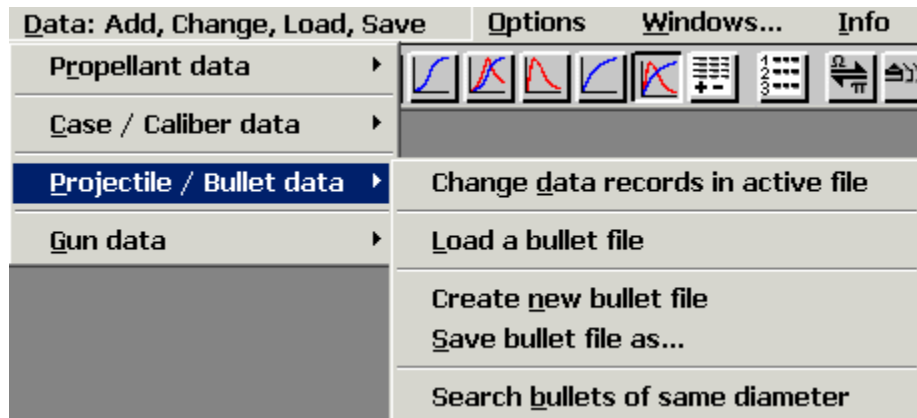 Data: Add, Change, Load, Save Options Windows... Info
Propellant data
Case / Caliber data
Projectile / Bullet data
Change data records in active file
Gun data
Load a bullet file
Create new bullet file
Save bullet file as...
Search bullets of same diameter